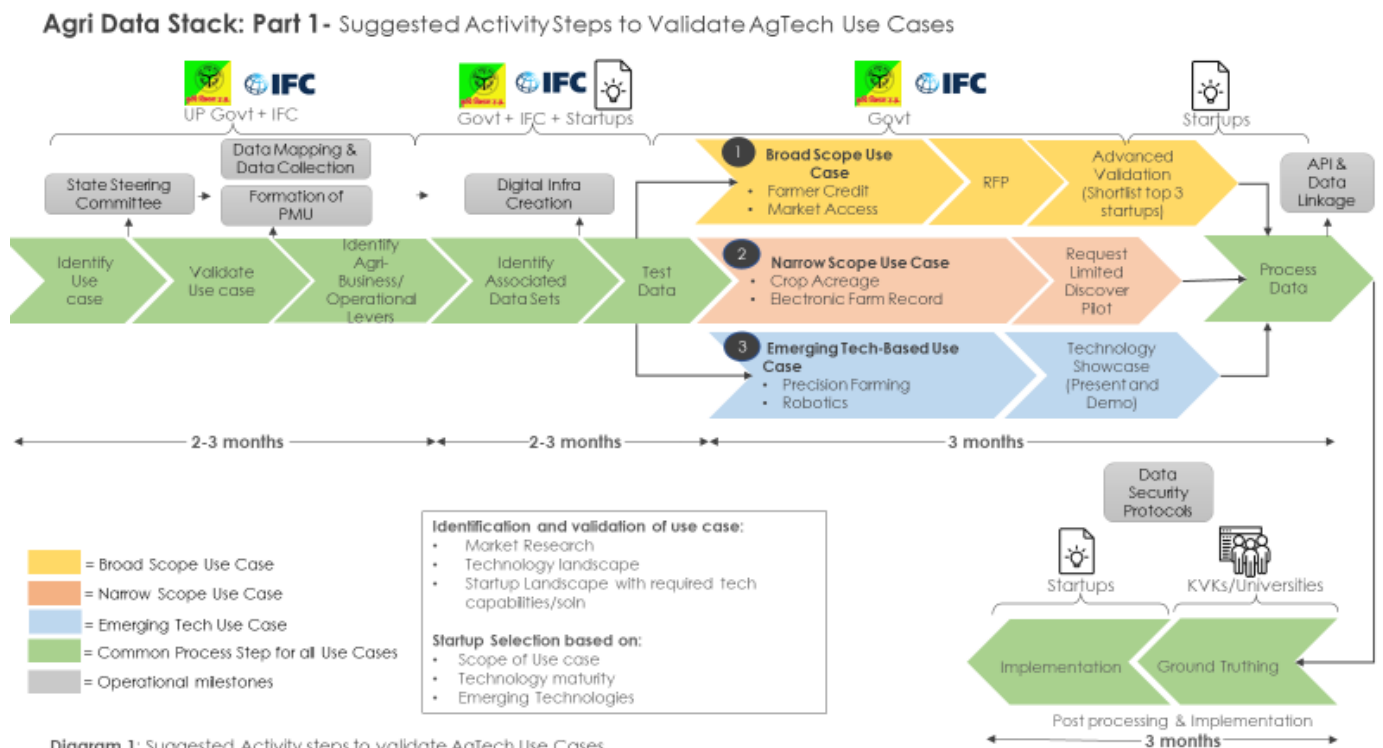 Agri Data Stack: Part 1- Suggested Activity Steps to Validate AgTech Use Cases
IFC
IFC
IFC
UP Govt + IFC
Govt + IFC + Startups
Govt
Startups
State Steering
Committee
Data Mapping &
Data Collection
Formation of
PMU
Digital Infra
Creation
API &
Data
Linkage
1
Broad Scope Use
Case
• Farmer Credit
• Market Access
RFP
Advanced
Validation
(Shortlist top 3
startups)
Identify
Use
case
Validate
Use case
Identify
Agri-
Business/
Operational
Levers
Identify
Associated
Data Sets
Test
Data
2
Narrow Scope Use Case
• Crop Acreage
• Electronic Farm Record
Request
Limited
Discover
Pilot
Process
Data
3
Emerging Tech-Based Use
Case
• Precision Farming
• Robotics
Technology
Showcase
(Present and
Demo)
2-3 months
2-3 months
3 months
Data
Security
Protocols
= Broad Scope Use Case
= Narrow Scope Use Case
= Emerging Tech Use Case
= Common Process Step for all Use Cases
= Operational milestones
Identification and validation of use case:
• Market Research
• Technology landscape
• Startup Landscape with required tech
capabilities/soln
Startup Selection based on:
• Scope of Use case
• Technology maturity
• Emerging Technologies
Startups
KVKs/Universities
Implementation
Ground Truthing
Post processing & Implementation
3 months
Diagram 1: Suggested Activity steps to validate AgTech Use Cases